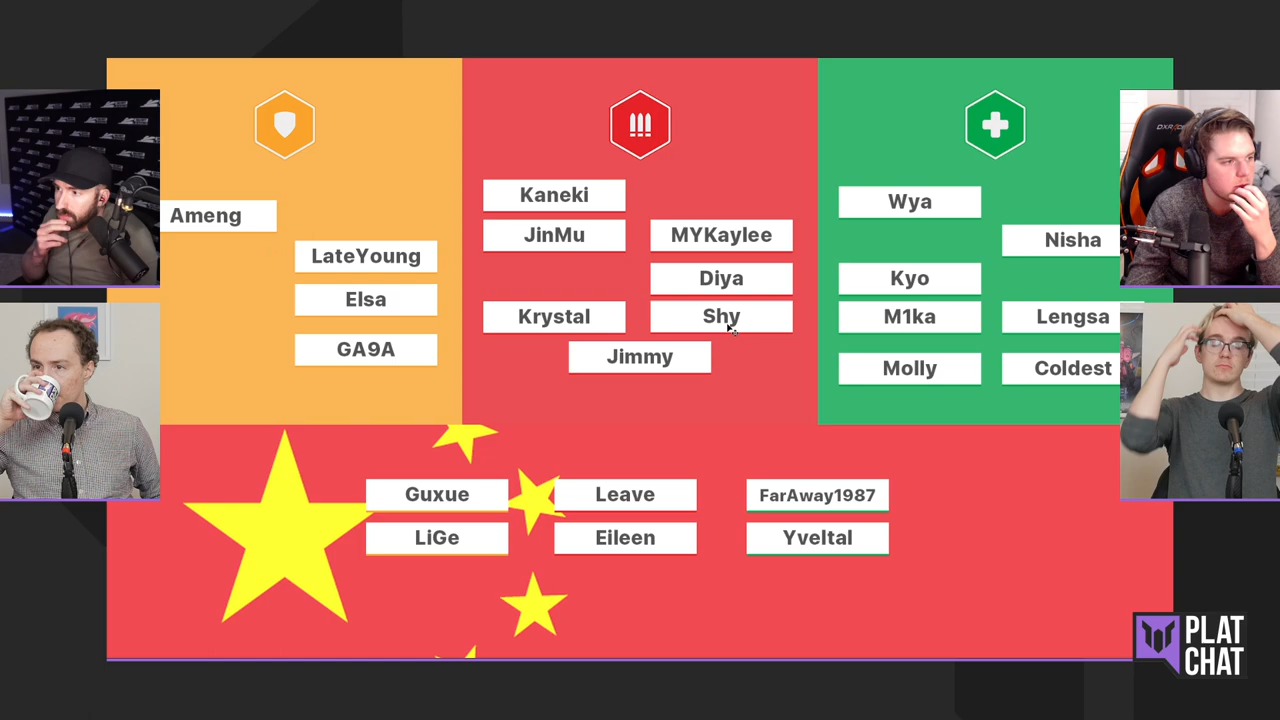 Ameng
LateYoung
Elsa
GA9A
Kaneki
JinMu
MYKaylee
Diya
Krystal
Shy
Jimmy
Wya
Nisha
Kyo
M1ka
Lengsa
Molly
Coldest
Guxue
Leave
FarAway1987
LiGe
Eileen
Yveltal
PLAT
CHAT